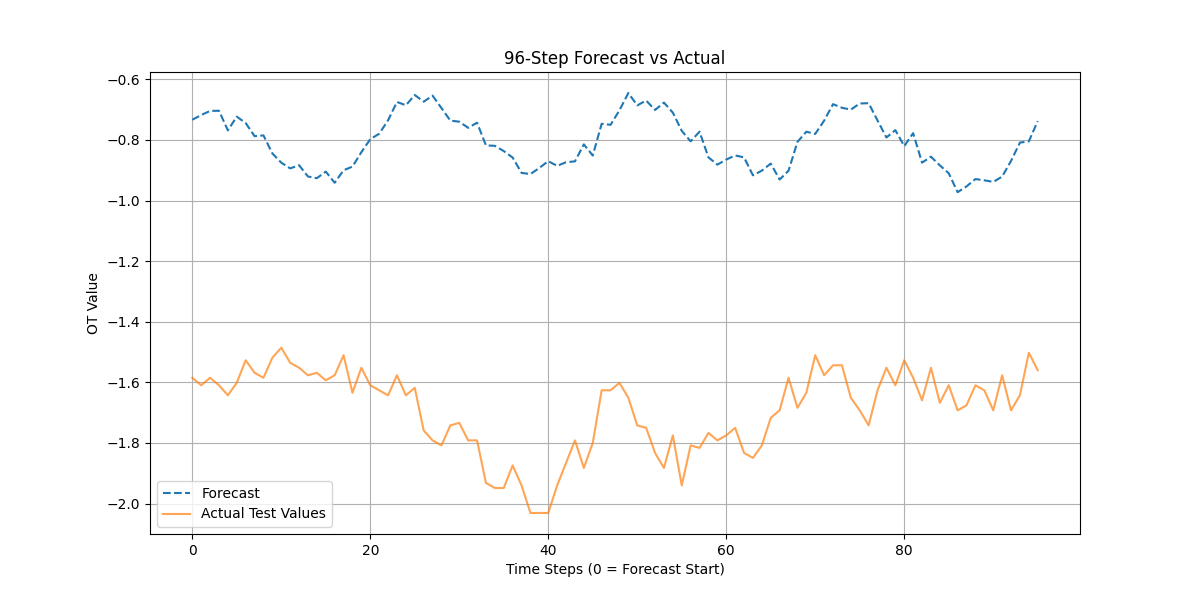 96-Step Forecast vs Actual
OT Value
−0.6
−0.8
−1.0
−1.2
−1.4
−1.6
−1.8
−2.0
Forecast
Actual Test Values
0
20
40
60
80
Time Steps (0 = Forecast Start)